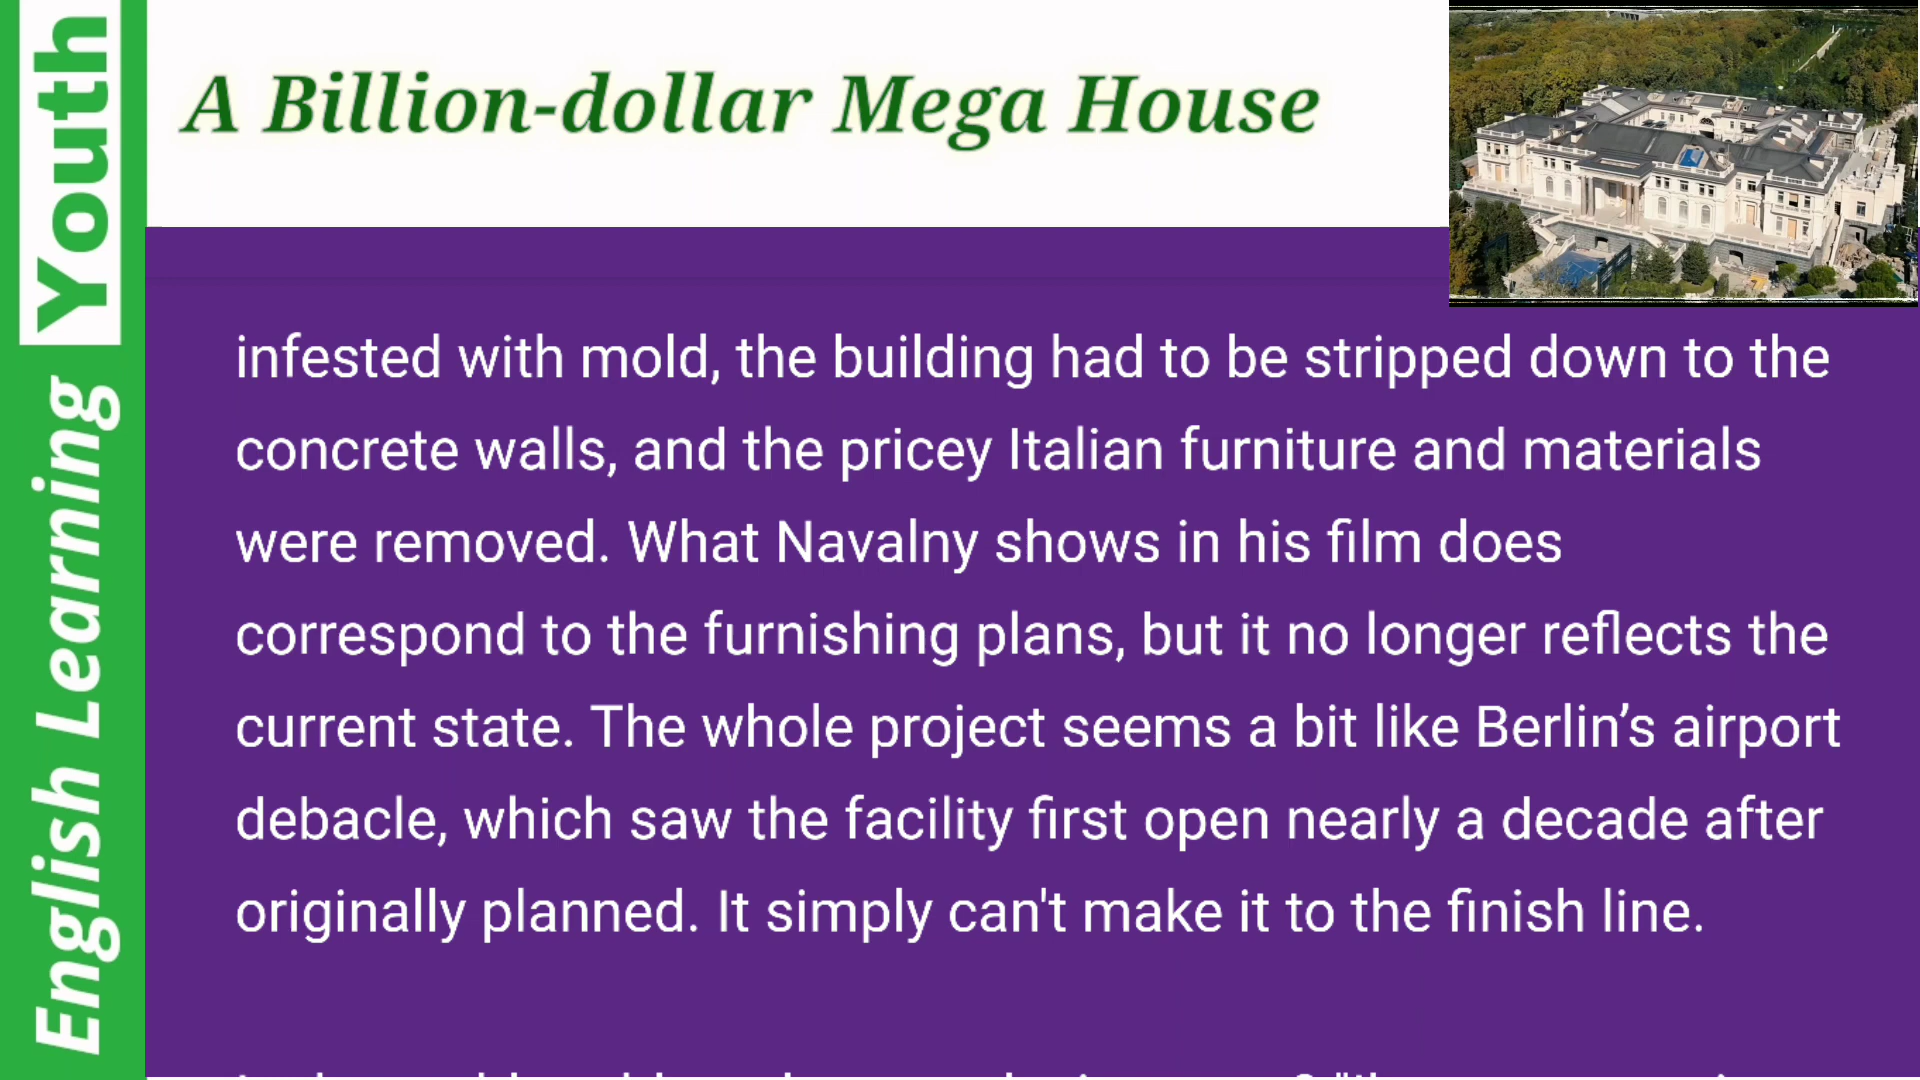 English Learning Youth
A Billion-dollar Mega House
infested with mold, the building had to be stripped down to the
concrete walls, and the pricey Italian furniture and materials
were removed. What Navalny shows in his film does
correspond to the furnishing plans, but it no longer reflects the
current state. The whole project seems a bit like Berlin’s airport
debacle, which saw the facility first open nearly a decade after
originally planned. It simply can't make it to the finish line.